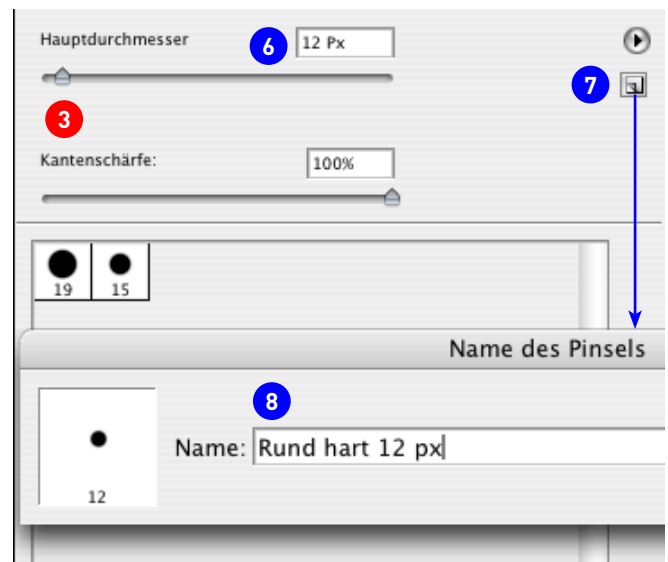 Hauptdurchmesser 6 12 Px
7
3
Kantenschärfe: 100%
19 15
Name des Pinsels
8
Name: Rund hart 12 px
12